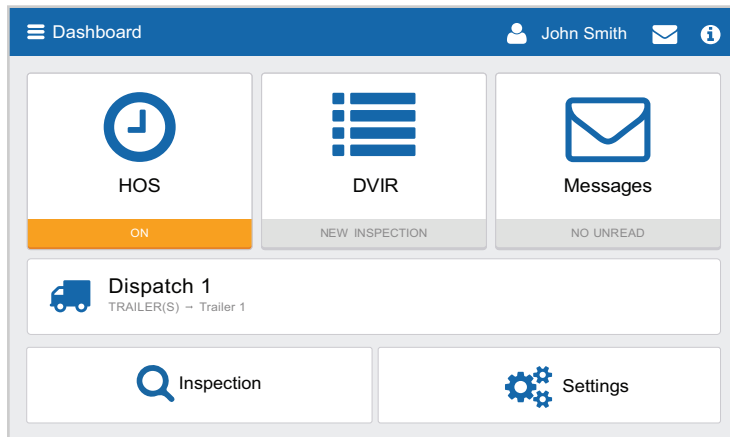 Dashboard
John Smith
HOS
DVIR
Messages
ON
NEW INSPECTION
NO UNREAD
Dispatch 1
TRAILER(S) → Trailer 1
Inspection
Settings